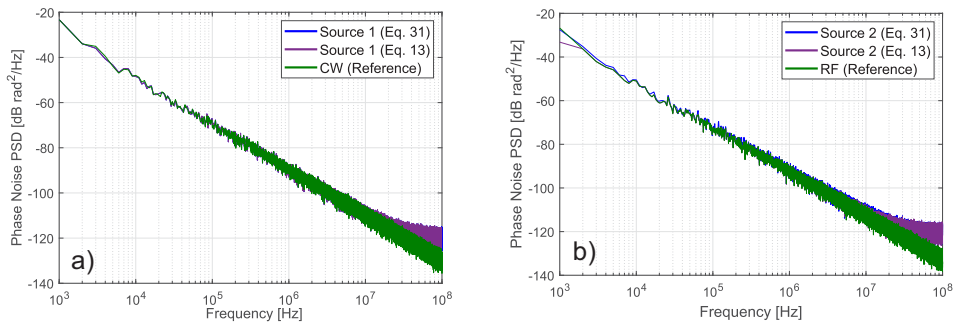 Phase Noise PSD [dB rad²/Hz]
-20
-40
-60
-80
-100
-120
-140
Source 1 (Eq. 31)
Source 1 (Eq. 13)
CW (Reference)
a)
10³ 10⁴ 10⁵ 10⁶ 10⁷ 10⁸
Frequency [Hz]
Phase Noise PSD [dB rad²/Hz]
-20
-40
-60
-80
-100
-120
-140
Source 2 (Eq. 31)
Source 2 (Eq. 13)
RF (Reference)
b)
10³ 10⁴ 10⁵ 10⁶ 10⁷ 10⁸
Frequency [Hz]